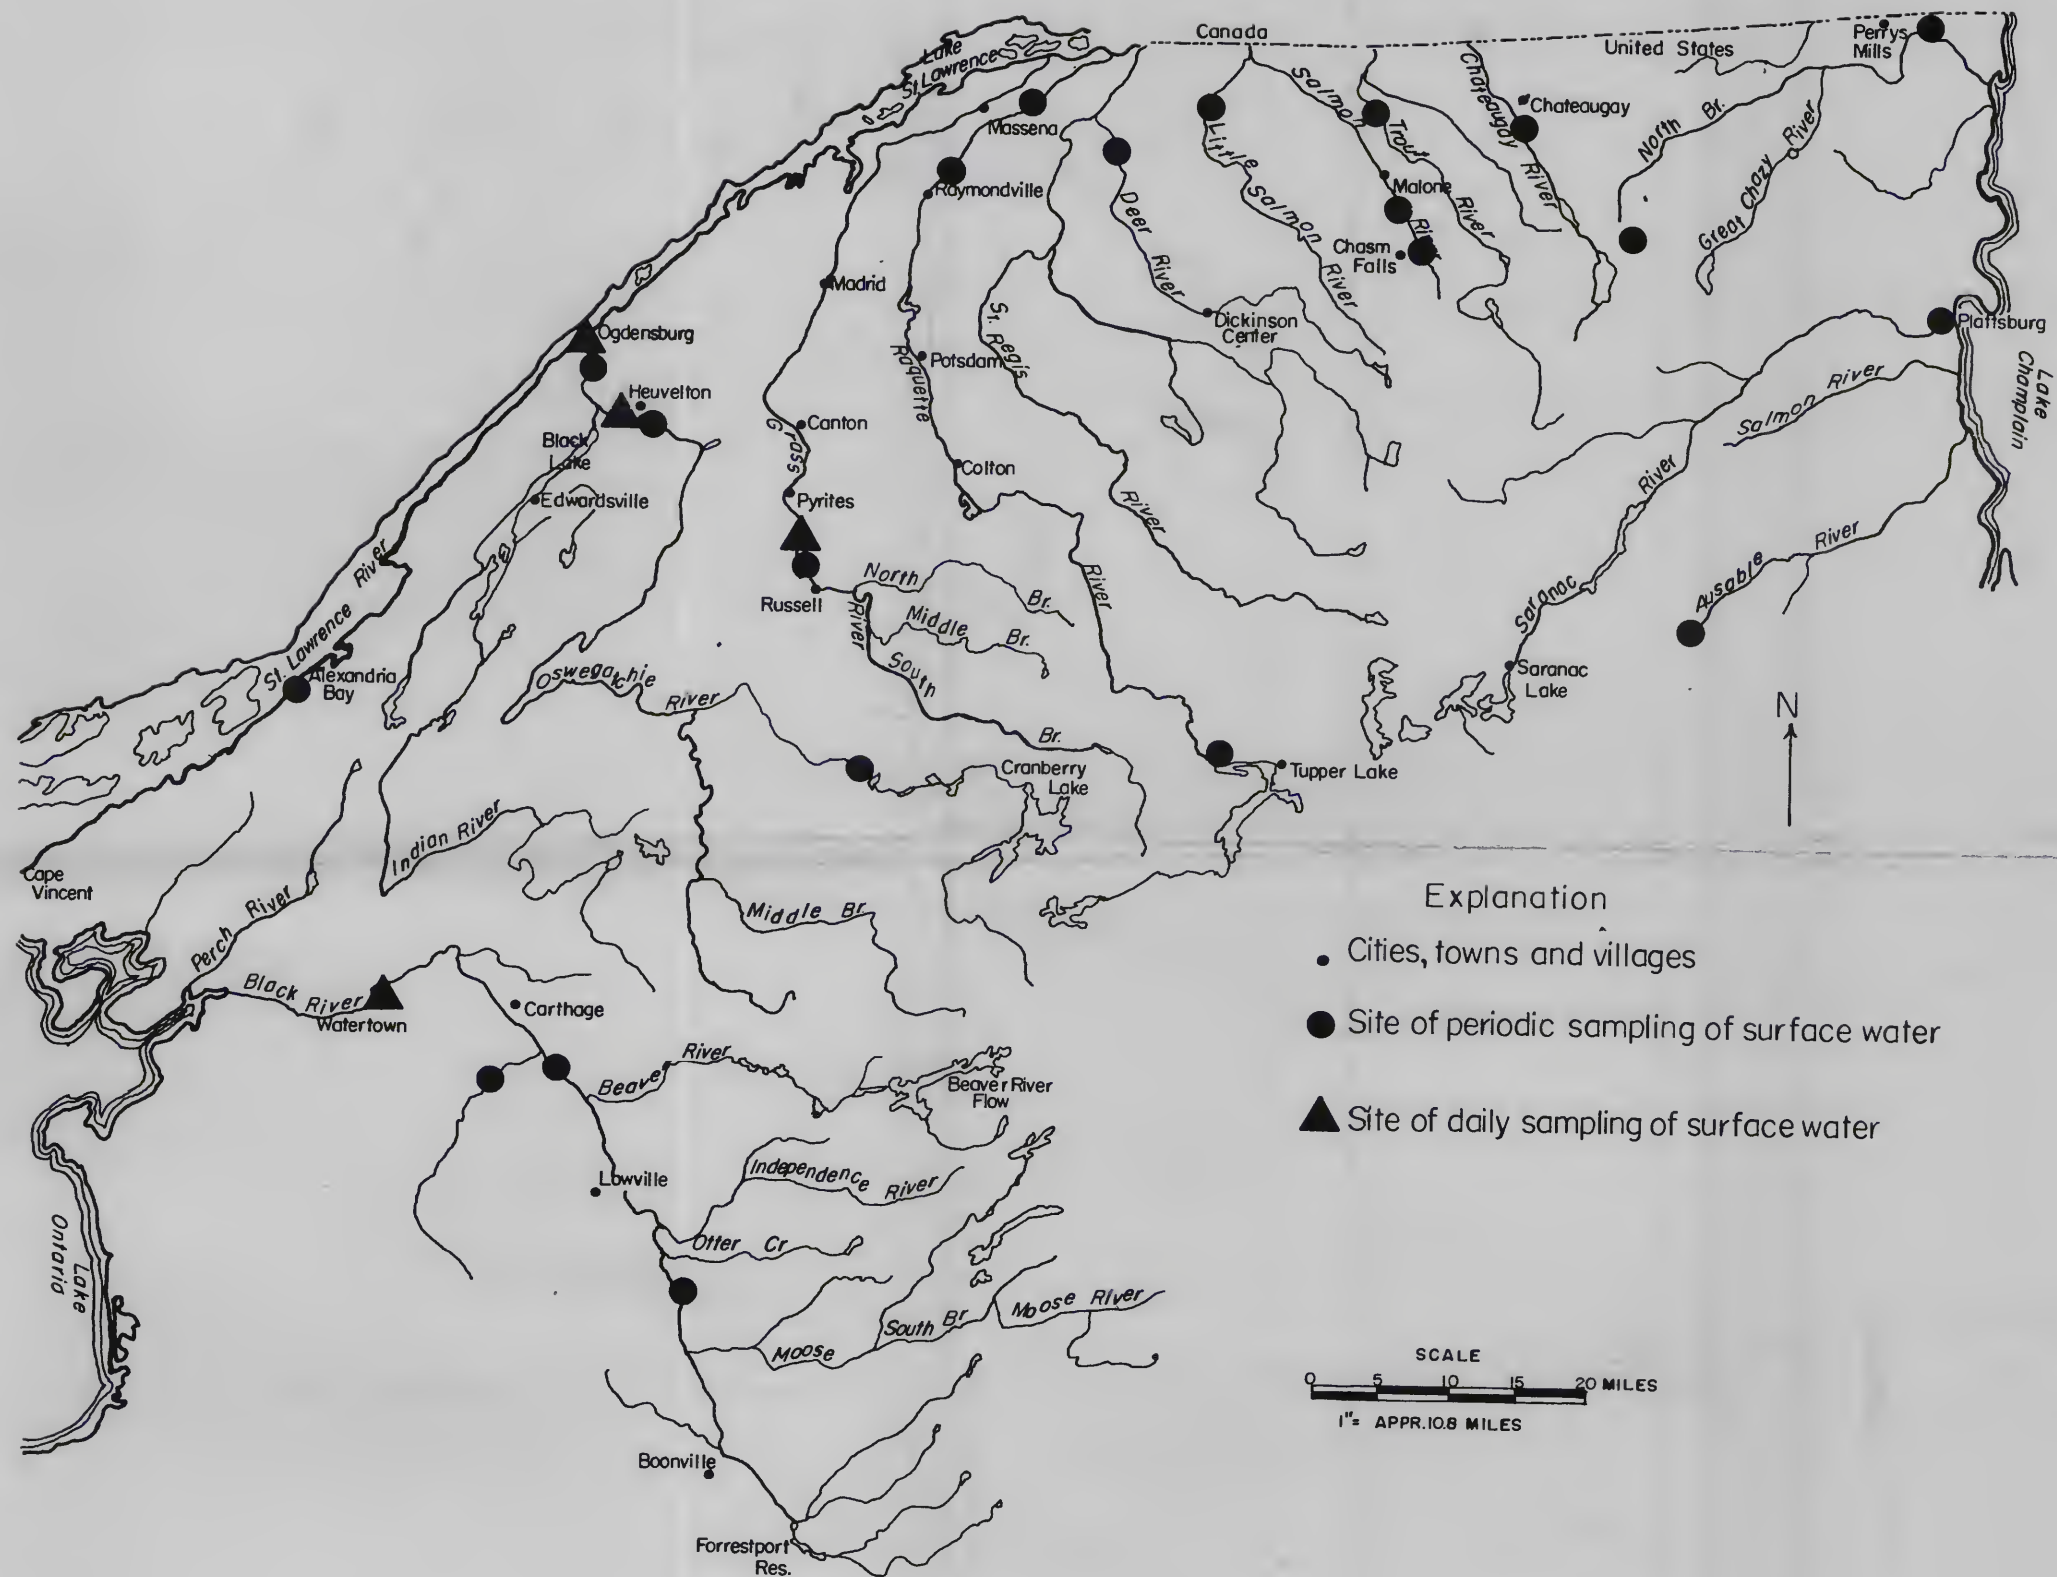 Canada
United States
Perrys
Mills
Lake
St. Lawrence
Massena
Raymondville
Madrid
Ogdensburg
Heuvelton
Black
Lake
Edwardsville
Canton
Grass
Pyrites
Russell
River
North Br.
Middle Br.
South Br.
Potsdam
Raquette
Colton
River
St. Regis
River
Deer
River
Dickinson
Center
Little Salmon River
Salmon
River
Trout
River
Malone
Chasm
Falls
Chateaugay
River
Chateaugay
North Br.
Great Chazy River
Plattsburg
Lake
Champlain
Salmon River
Saranac River
Saranac
Lake
Ausable River
N
Tupper Lake
Cranberry
Lake
Oswegatchie
River
St. Lawrence River
Alexandria
Bay
Cape
Vincent
Indian River
Perch River
Middle Br.
Black River
Watertown
Carthage
Beave River
Beaver River
Flow
Lowville
Independence River
Otter Cr
Moose
South Br
Moose River
Boonville
Forrestport
Res.
Lake
Ontario
Explanation
Cities, towns and villages
Site of periodic sampling of surface water
Site of daily sampling of surface water
SCALE
0 5 10 15 20 MILES
1"= APPR.10.8 MILES